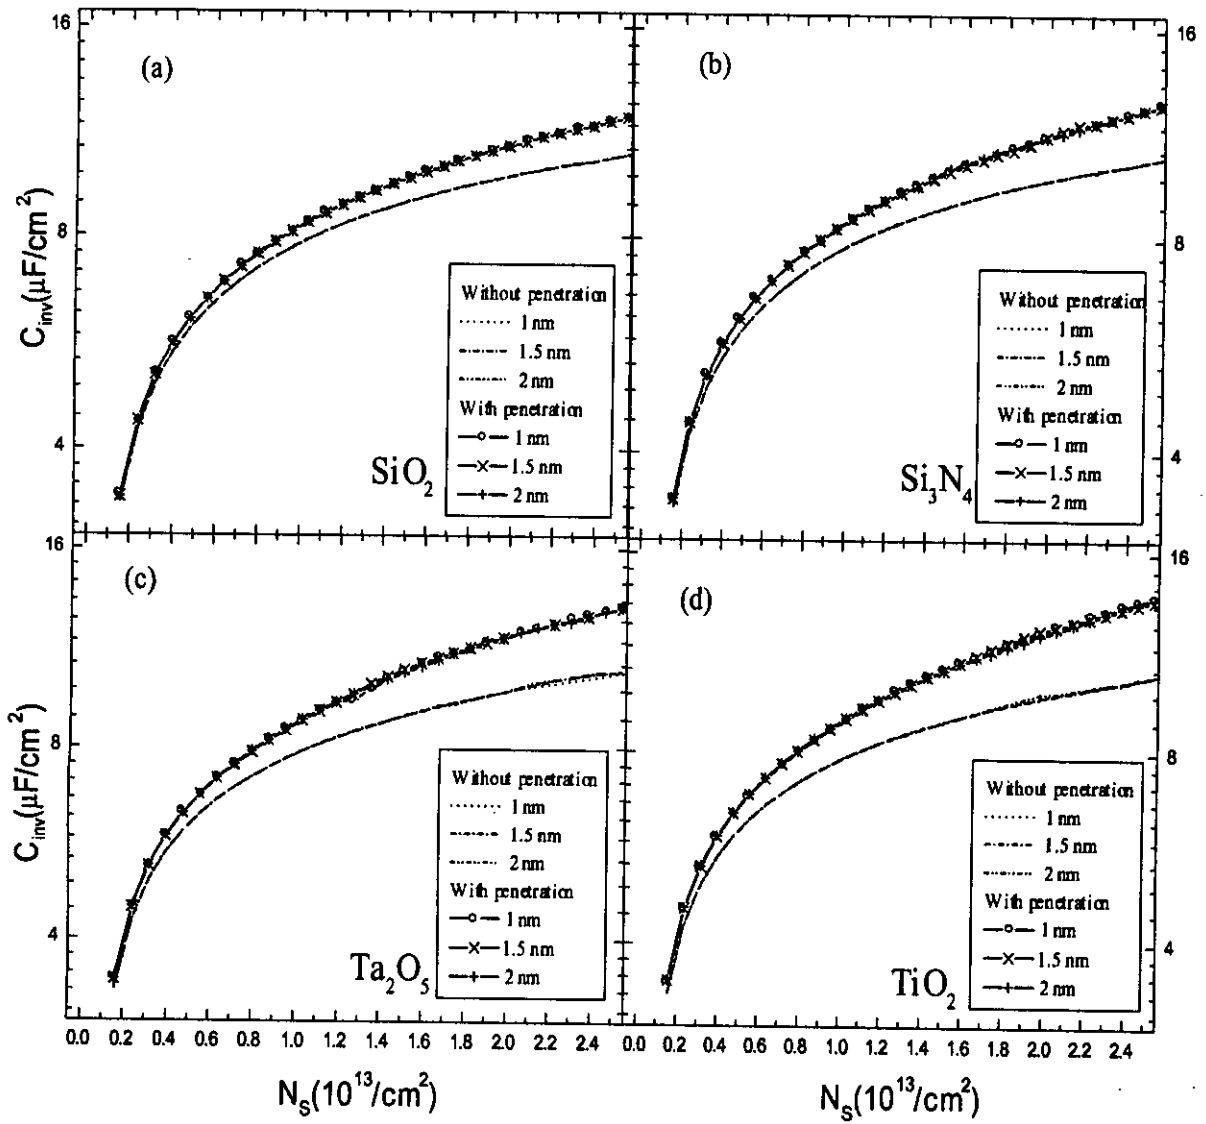 16
(a)
C_inv(μF/cm²)
8
4
Without penetration
1 nm
1.5 nm
2 nm
With penetration
1 nm
1.5 nm
2 nm
SiO₂
(b)
16
8
4
Without penetration
1 nm
1.5 nm
2 nm
With penetration
1 nm
1.5 nm
2 nm
Si₃N₄
16
(c)
C_inv(μF/cm²)
8
4
Without penetration
1 nm
1.5 nm
2 nm
With penetration
1 nm
1.5 nm
2 nm
Ta₂O₅
0.0 0.2 0.4 0.6 0.8 1.0 1.2 1.4 1.6 1.8 2.0 2.2 2.4
N_S(10¹³/cm²)
(d)
16
8
4
Without penetration
1 nm
1.5 nm
2 nm
With penetration
1 nm
1.5 nm
2 nm
TiO₂
0.0 0.2 0.4 0.6 0.8 1.0 1.2 1.4 1.6 1.8 2.0 2.2 2.4
N_S(10¹³/cm²)